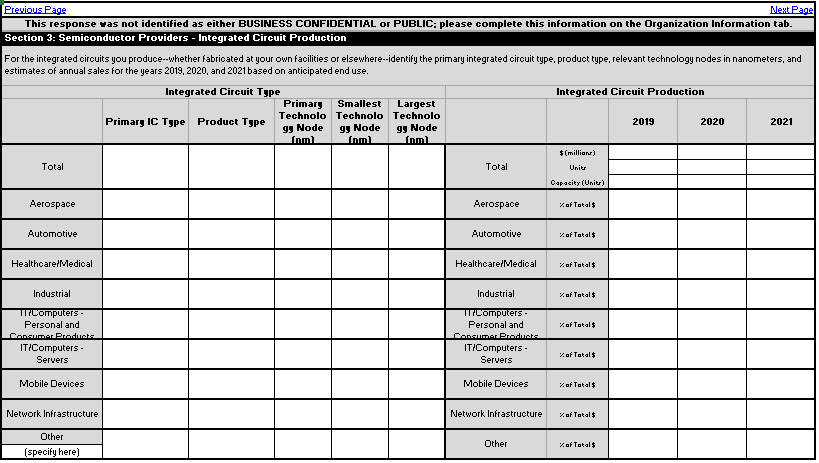 Previous Page Next Page
This response was not identified as either BUSINESS CONFIDENTIAL or PUBLIC; please complete this information on the Organization Information tab.
Section 3: Semiconductor Providers - Integrated Circuit Production
For the integrated circuits you produce--whether fabricated at your own facilities or elsewhere--identify the primary integrated circuit type, product type, relevant technology nodes in nanometers, and
estimates of annual sales for the years 2019, 2020, and 2021 based on anticipated end use.
Integrated Circuit Type Integrated Circuit Production
Primary IC Type Product Type Primary Technolo gy Node (nm) Smallest Technolo gy Node (nm) Largest Technolo gy Node (nm) 2019 2020 2021
Total Total $ (millions)
Units
Capacity (Units)
Aerospace Aerospace % of Total $
Automotive Automotive % of Total $
Healthcare/Medical Healthcare/Medical % of Total $
Industrial Industrial % of Total $
IT/Computers - Personal and Consumer Products IT/Computers - Personal and Consumer Products % of Total $
IT/Computers - Servers IT/Computers - Servers % of Total $
Mobile Devices Mobile Devices % of Total $
Network Infrastructure Network Infrastructure % of Total $
Other Other % of Total $
(specify here)